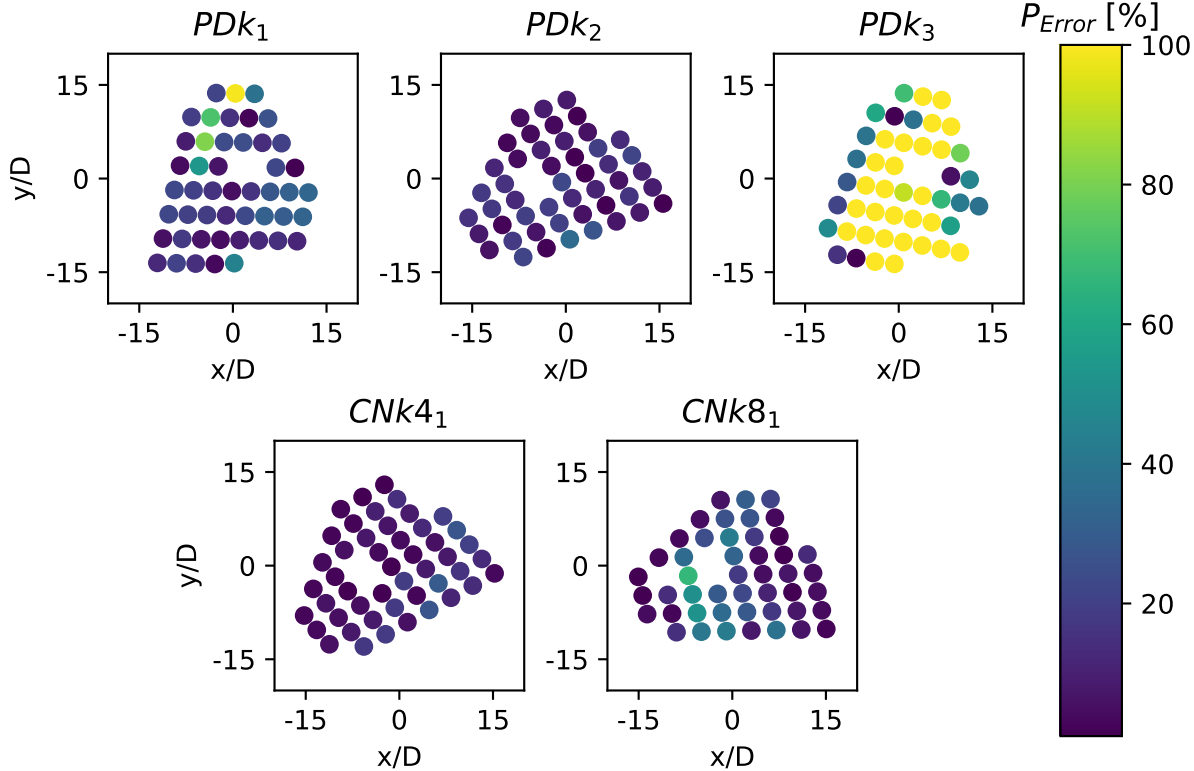 PDk₁ PDk₂ PDk₃ P_Error [%]
15 15 15 100
y/D 0 0 0 80
-15 -15 -15
-15 0 15 -15 0 15 -15 0 15 60
x/D x/D x/D
CNk4₁ CNk8₁
15 15 40
y/D 0 0 20
-15 -15
-15 0 15 -15 0 15
x/D x/D